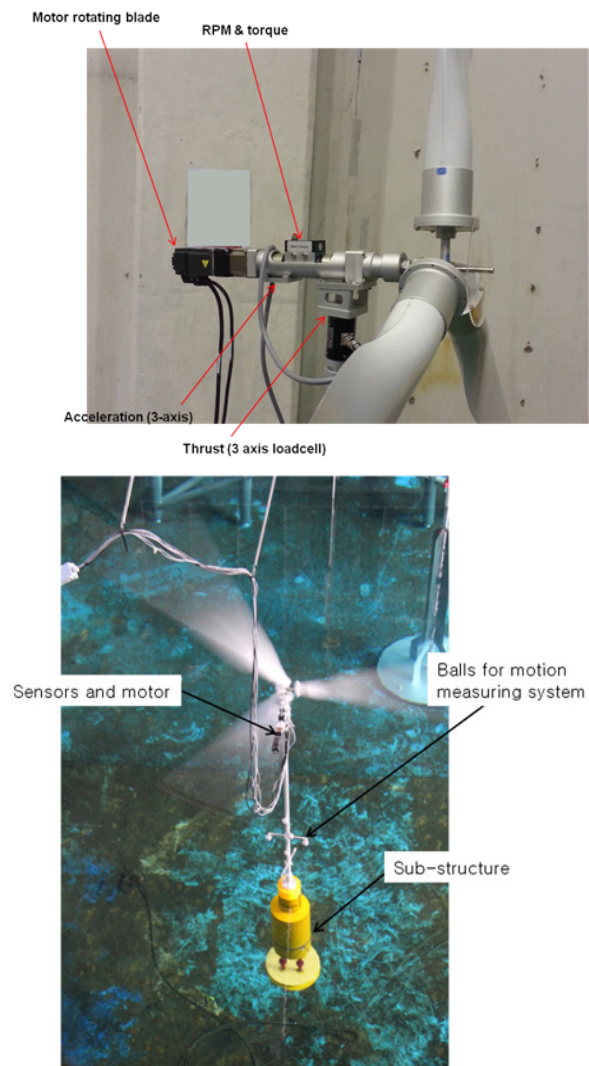 Motor rotating blade
RPM & torque
Acceleration (3-axis)
Thrust (3 axis loadcell)
Sensors and motor
Balls for motion
measuring system
Sub-structure